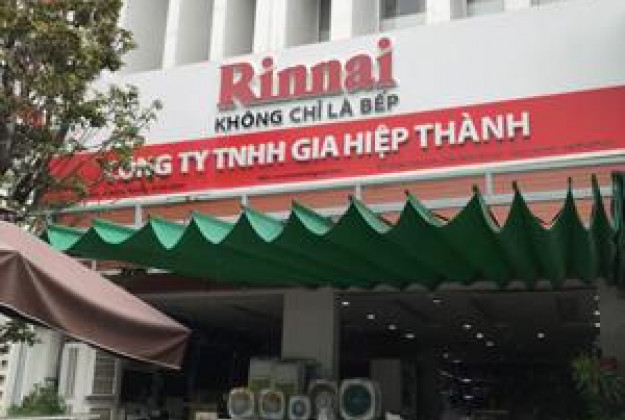 Rinnai
KHÔNG CHỈ LÀ BẾP
CÔNG TY TNHH GIA HIỆP THÀNH